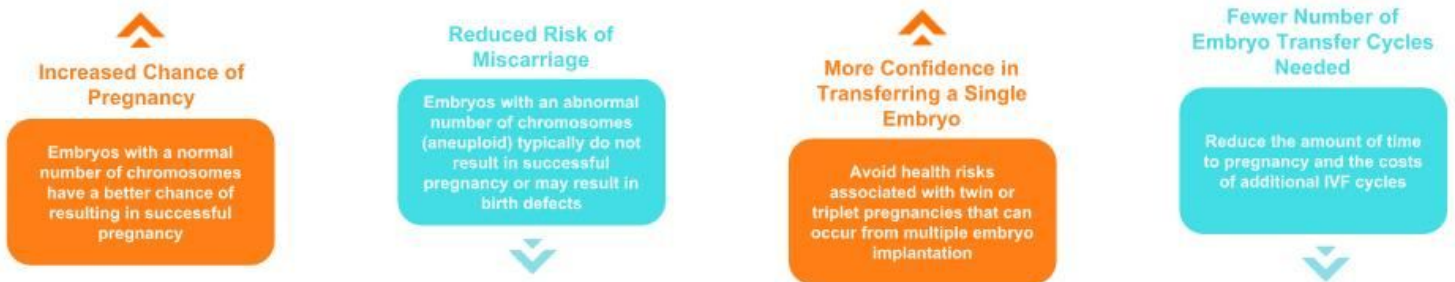 Increased Chance of
Pregnancy
Embryos with a normal
number of chromosomes
have a better chance of
resulting in successful
pregnancy
Reduced Risk of
Miscarriage
Embryos with an abnormal
number of chromosomes
(aneuploid) typically do not
result in successful
pregnancy or may result in
birth defects
More Confidence in
Transferring a Single
Embryo
Avoid health risks
associated with twin or
triplet pregnancies that can
occur from multiple embryo
implantation
Fewer Number of
Embryo Transfer Cycles
Needed
Reduce the amount of time
to pregnancy and the costs
of additional IVF cycles